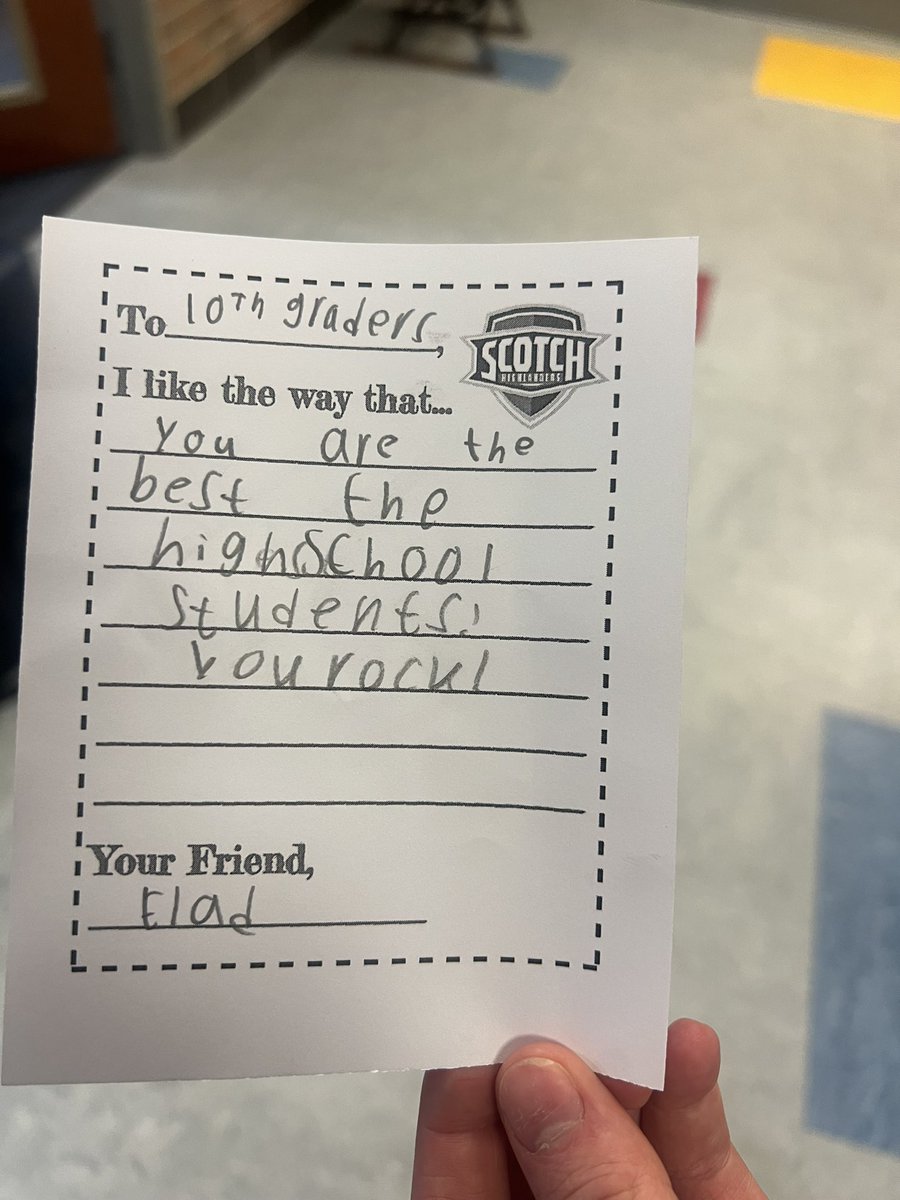 To 10Th graders,
SCOTCH
HIGHLANDERS
I like the way that...
You are the
best the
highSchool
students!
You rock!
Your Friend,
Elad